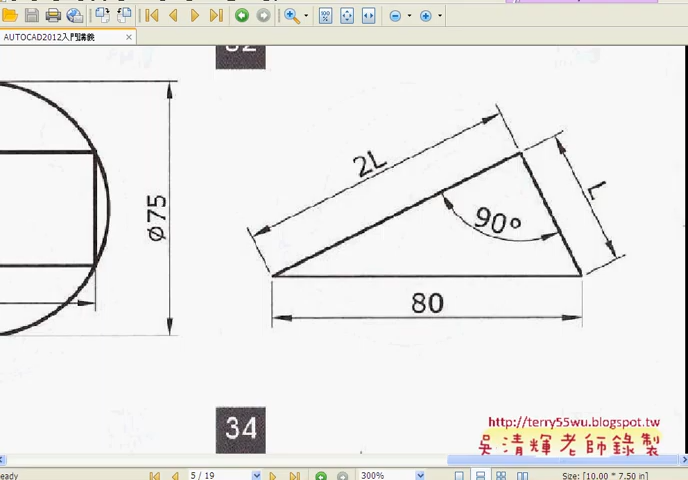 AUTOCAD2012入門講義
32
2L
L
Ø75
90º
80
34
http://terry55wu.blogspot.tw
吳清輝老師錄製
eady
5 / 19
300%
Size: [10.00 * 7.50 in]